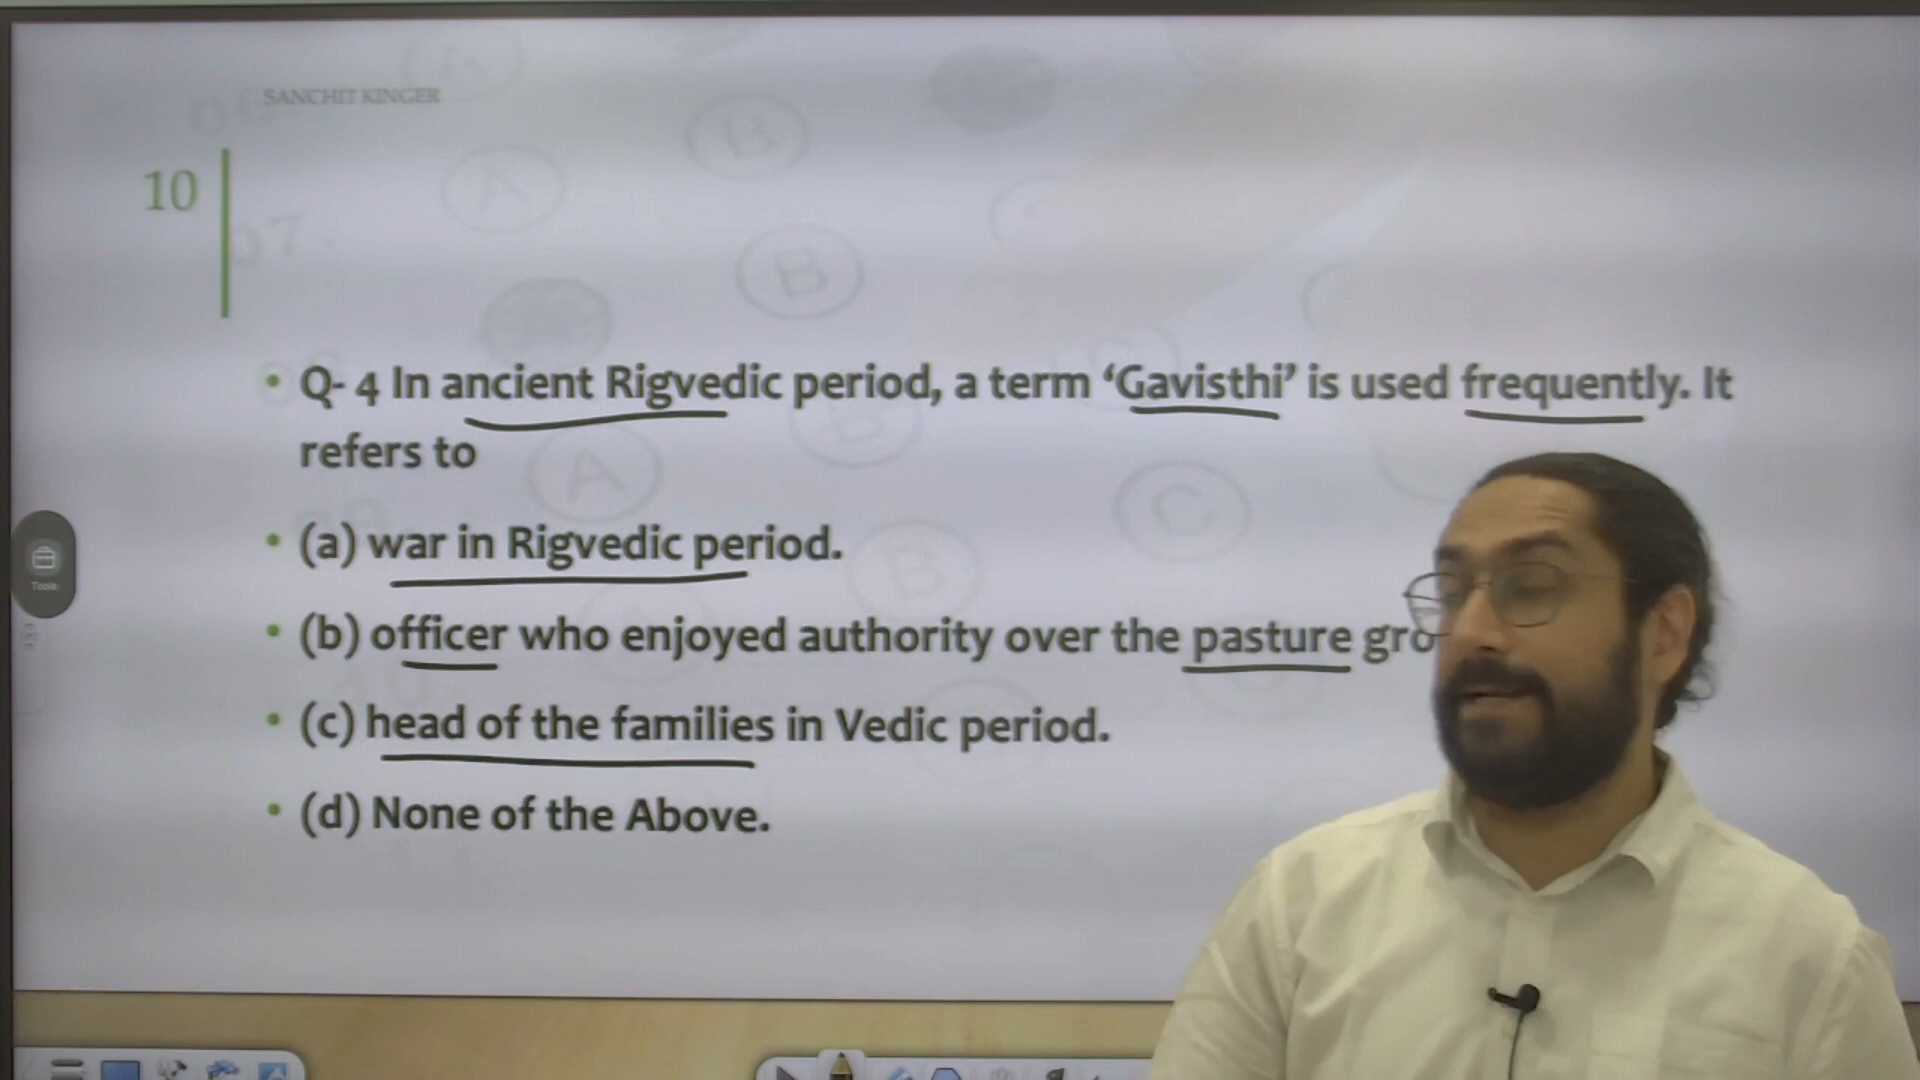 SANCHIT KINGER
10
• Q- 4 In ancient Rigvedic period, a term ‘Gavisthi’ is used frequently. It
refers to
• (a) war in Rigvedic period.
• (b) officer who enjoyed authority over the pasture
• (c) head of the families in Vedic period.
• (d) None of the Above.
Tools
07.
A
B
A
B
C
A
B
B
C